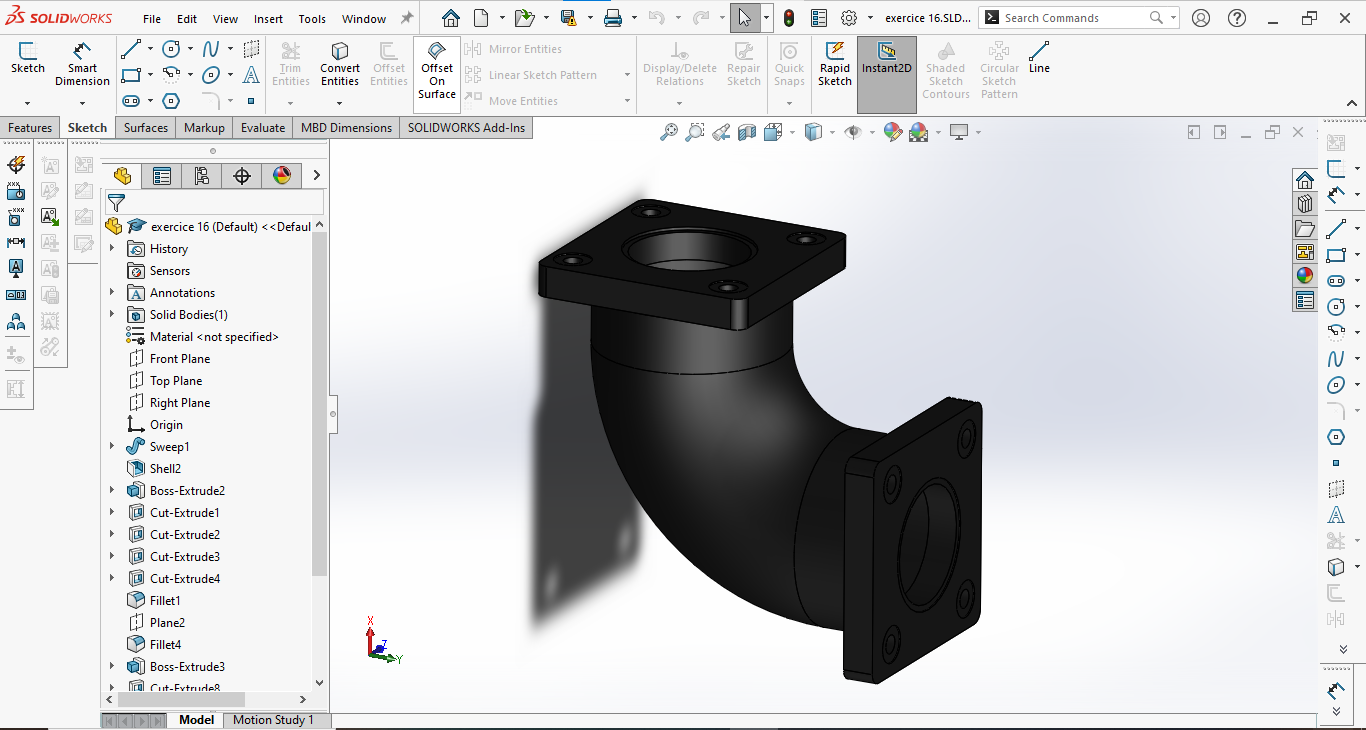 SOLIDWORKS File Edit View Insert Tools Window exercice 16.SLD... Search Commands
Sketch Smart Dimension Trim Entities Convert Entities Offset Entities Offset On Surface Mirror Entities Linear Sketch Pattern Move Entities Display/Delete Relations Repair Sketch Quick Snaps Rapid Sketch Instant2D Shaded Sketch Contours Circular Sketch Pattern Line
Features Sketch Surfaces Markup Evaluate MBD Dimensions SOLIDWORKS Add-Ins
exercice 16 (Default) <<Defaul
History
Sensors
Annotations
Solid Bodies(1)
Material <not specified>
Front Plane
Top Plane
Right Plane
Origin
Sweep1
Shell2
Boss-Extrude2
Cut-Extrude1
Cut-Extrude2
Cut-Extrude3
Cut-Extrude4
Fillet1
Plane2
Fillet4
Boss-Extrude3
Cut-Extrude8
X
Z
Y
Model Motion Study 1